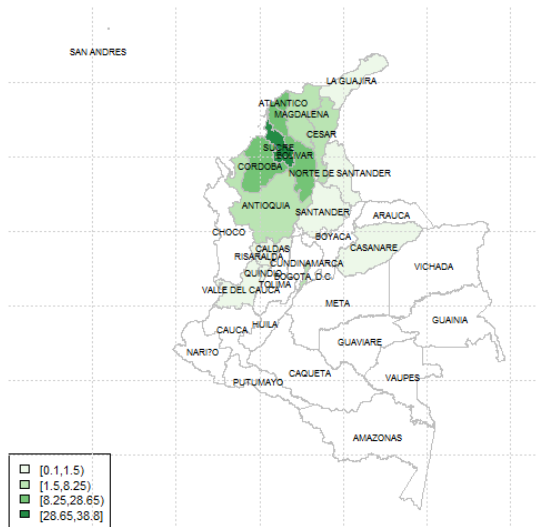 SAN ANDRES
LA GUAJIRA
ATLANTICO
MAGDALENA
CESAR
SUCRE
BOLIVAR
CORDOBA
NORTE DE SANTANDER
ANTIOQUIA
SANTANDER
ARAUCA
CHOCO
BOYACA
CASANARE
CALDAS
RISARALDA
CUNDINAMARCA
VICHADA
QUINDIO
BOGOTA, D.C.
TOLIMA
VALLE DEL CAUCA
META
GUAINIA
CAUCA
HUILA
GUAVIARE
NARI?O
CAQUETA
VAUPES
PUTUMAYO
AMAZONAS
[0.1,1.5)
[1.5,8.25)
[8.25,28.65)
[28.65,38.8]